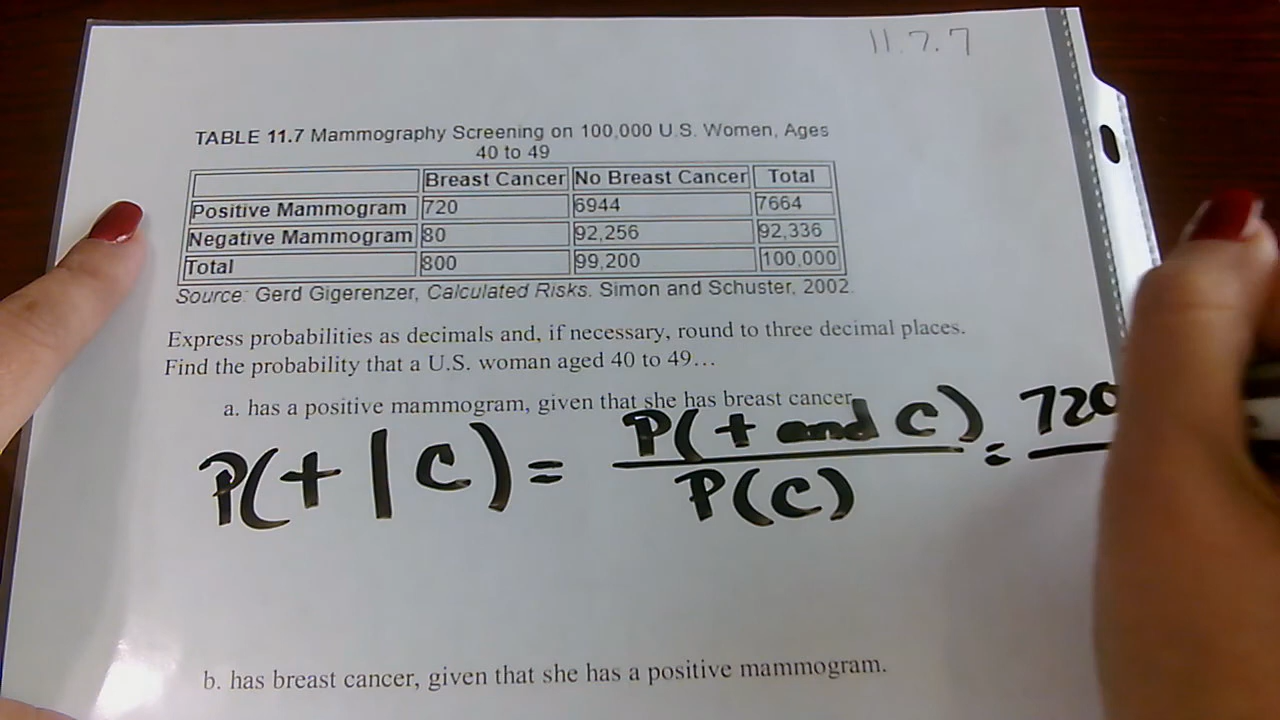 11.7.7
TABLE 11.7 Mammography Screening on 100,000 U.S. Women, Ages
40 to 49
Breast Cancer No Breast Cancer Total
Positive Mammogram 720 6944 7664
Negative Mammogram 80 92,256 92,336
Total 800 99,200 100,000
Source: Gerd Gigerenzer, Calculated Risks. Simon and Schuster, 2002.
Express probabilities as decimals and, if necessary, round to three decimal places.
Find the probability that a U.S. woman aged 40 to 49…
a. has a positive mammogram, given that she has breast cancer.
P(+ | C) = P(+ and C) / P(C) = 720
b. has breast cancer, given that she has a positive mammogram.